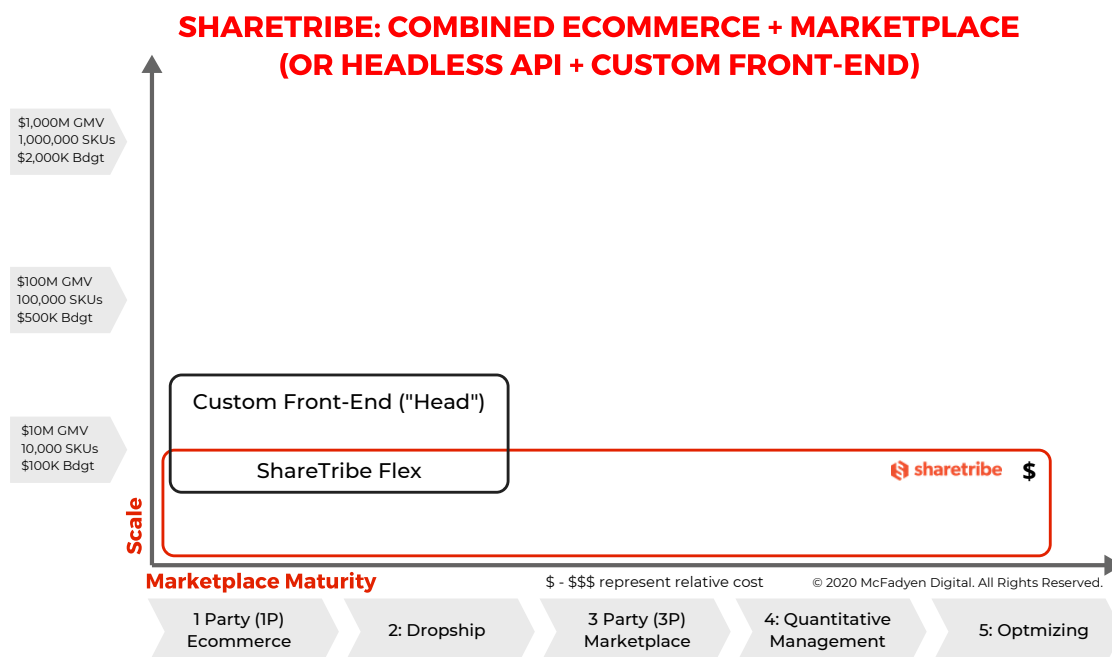 SHARETRIBE: COMBINED ECOMMERCE + MARKETPLACE
(OR HEADLESS API + CUSTOM FRONT-END)
$1,000M GMV
1,000,000 SKUs
$2,000K Bdgt
$100M GMV
100,000 SKUs
$500K Bdgt
$10M GMV
10,000 SKUs
$100K Bdgt
Custom Front-End ("Head")
ShareTribe Flex
sharetribe $
Scale
Marketplace Maturity
$ - $$$ represent relative cost
© 2020 McFadyen Digital. All Rights Reserved.
1 Party (1P)
Ecommerce
2: Dropship
3 Party (3P)
Marketplace
4: Quantitative
Management
5: Optmizing